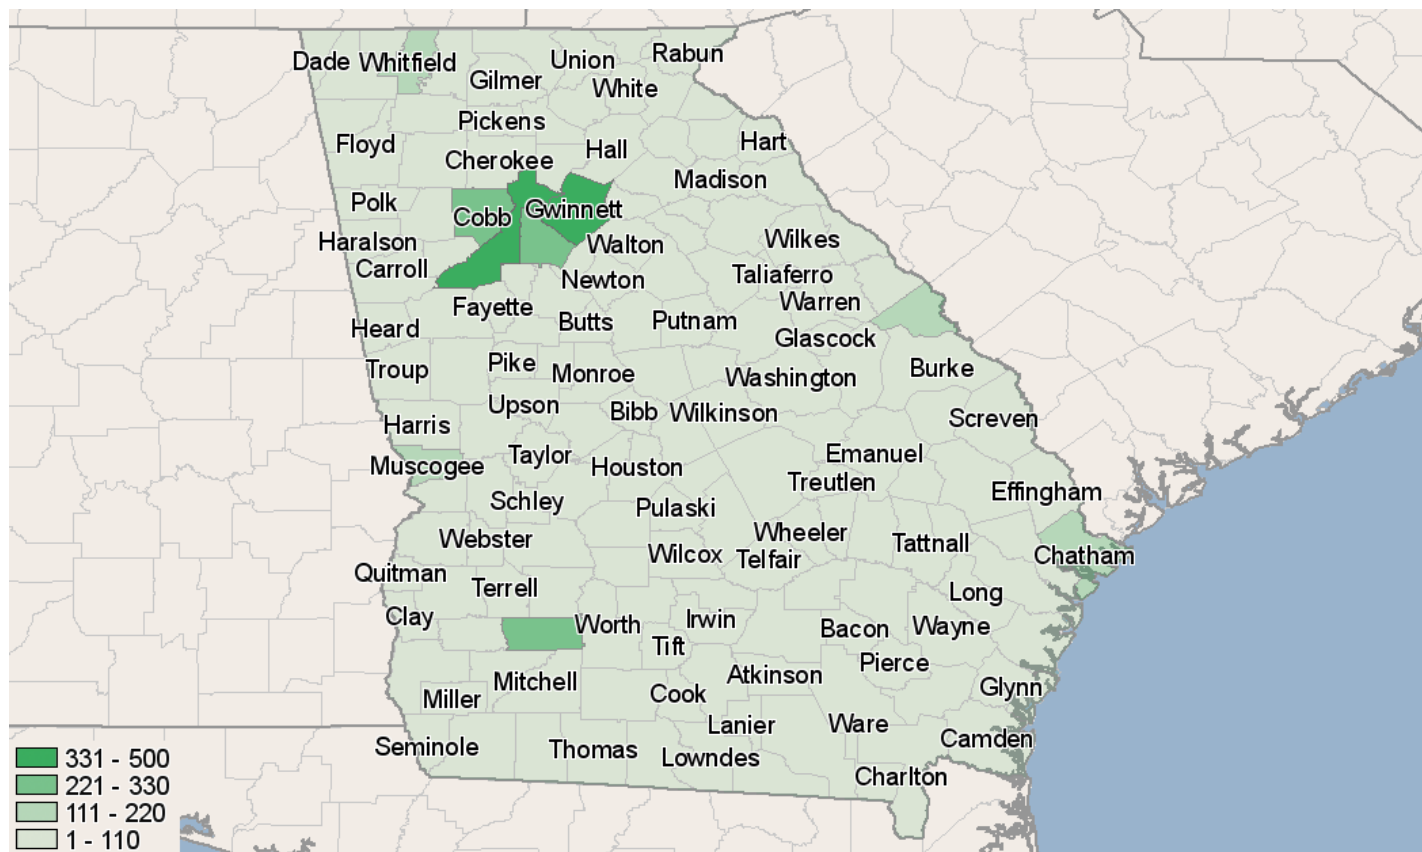 Dade
Whitfield
Union
Rabun
Gilmer
White
Pickens
Floyd
Hall
Hart
Cherokee
Madison
Polk
Cobb
Gwinnett
Haralson
Walton
Wilkes
Carroll
Newton
Taliaferro
Fayette
Warren
Heard
Butts
Putnam
Glascock
Troup
Pike
Monroe
Washington
Burke
Upson
Bibb
Wilkinson
Harris
Screven
Muscogee
Taylor
Houston
Emanuel
Treutlen
Schley
Pulaski
Effingham
Webster
Wilcox
Wheeler
Telfair
Tattnall
Chatham
Quitman
Terrell
Long
Clay
Worth
Irwin
Tift
Bacon
Wayne
Pierce
Miller
Mitchell
Cook
Atkinson
Glynn
Lanier
Ware
Camden
Seminole
Thomas
Lowndes
Charlton
331 - 500
221 - 330
111 - 220
1 - 110